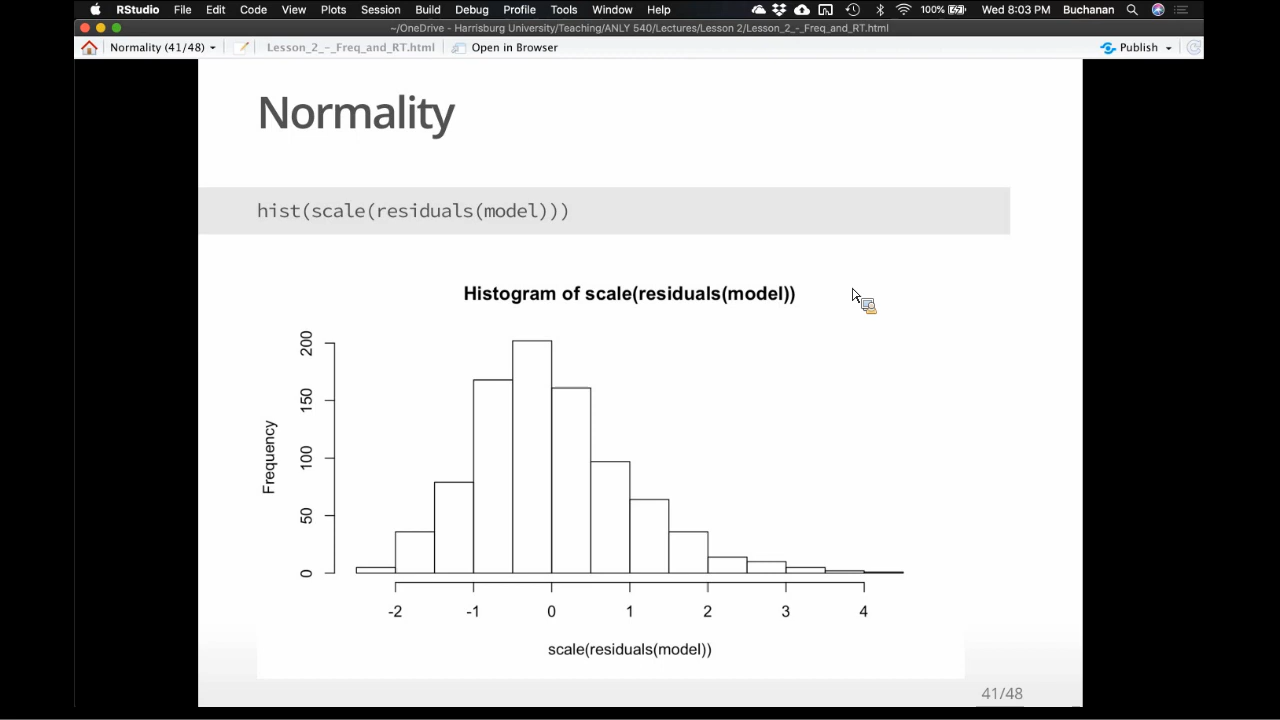 RStudio File Edit Code View Plots Session Build Debug Profile Tools Window Help 100% Wed 8:03 PM Buchanan
~/OneDrive - Harrisburg University/Teaching/ANLY 540/Lectures/Lesson 2/Lesson_2_-_Freq_and_RT.html
Normality (41/48) Lesson_2_-_Freq_and_RT.html Open in Browser Publish
Normality
hist(scale(residuals(model)))
Histogram of scale(residuals(model))
Frequency
200
150
100
50
0
-2 -1 0 1 2 3 4
scale(residuals(model))
41/48